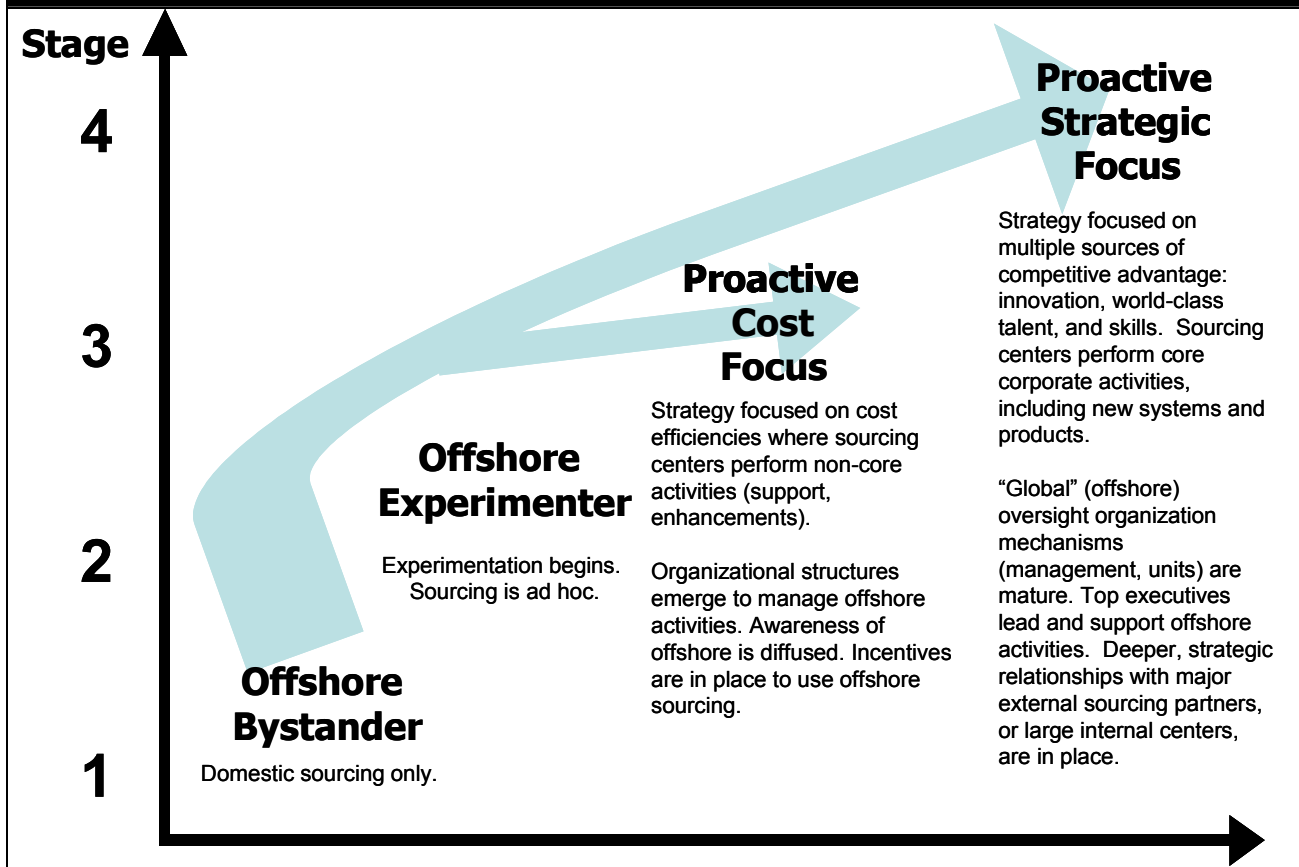 Stage
4
3
2
1
Proactive
Strategic
Focus
Strategy focused on
multiple sources of
competitive advantage:
innovation, world-class
talent, and skills.  Sourcing
centers perform core
corporate activities,
including new systems and
products.
“Global” (offshore)
oversight organization
mechanisms
(management, units) are
mature. Top executives
lead and support offshore
activities.  Deeper, strategic
relationships with major
external sourcing partners,
or large internal centers,
are in place.
Proactive
Cost
Focus
Strategy focused on cost
efficiencies where sourcing
centers perform non-core
activities (support,
enhancements).
Organizational structures
emerge to manage offshore
activities. Awareness of
offshore is diffused. Incentives
are in place to use offshore
sourcing.
Offshore
Experimenter
Experimentation begins.
Sourcing is ad hoc.
Offshore
Bystander
Domestic sourcing only.